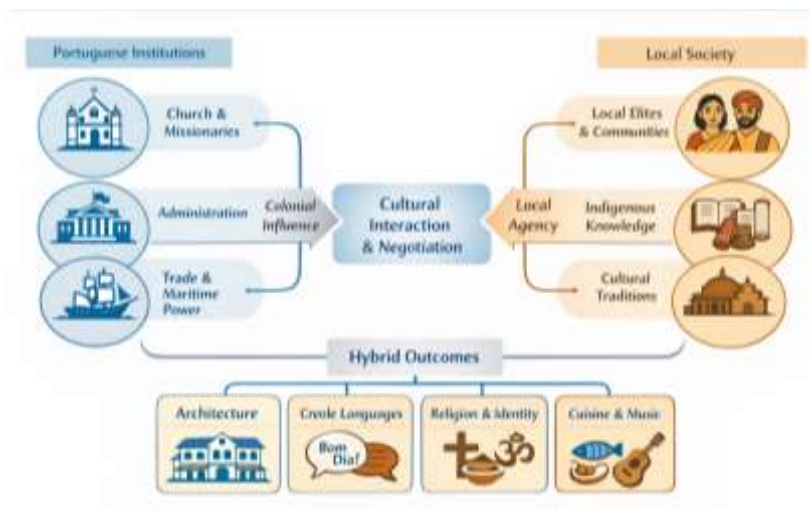 Portuguese Institutions
Local Society
Church &
Missionaries
Administration
Trade &
Maritime
Power
Colonial
Influence
Cultural
Interaction
& Negotiation
Local
Agency
Local Elites
& Communities
Indigenous
Knowledge
Cultural
Traditions
Hybrid Outcomes
Architecture
Creole Languages
Bom
Dia!
Religion & Identity
Cuisine & Music